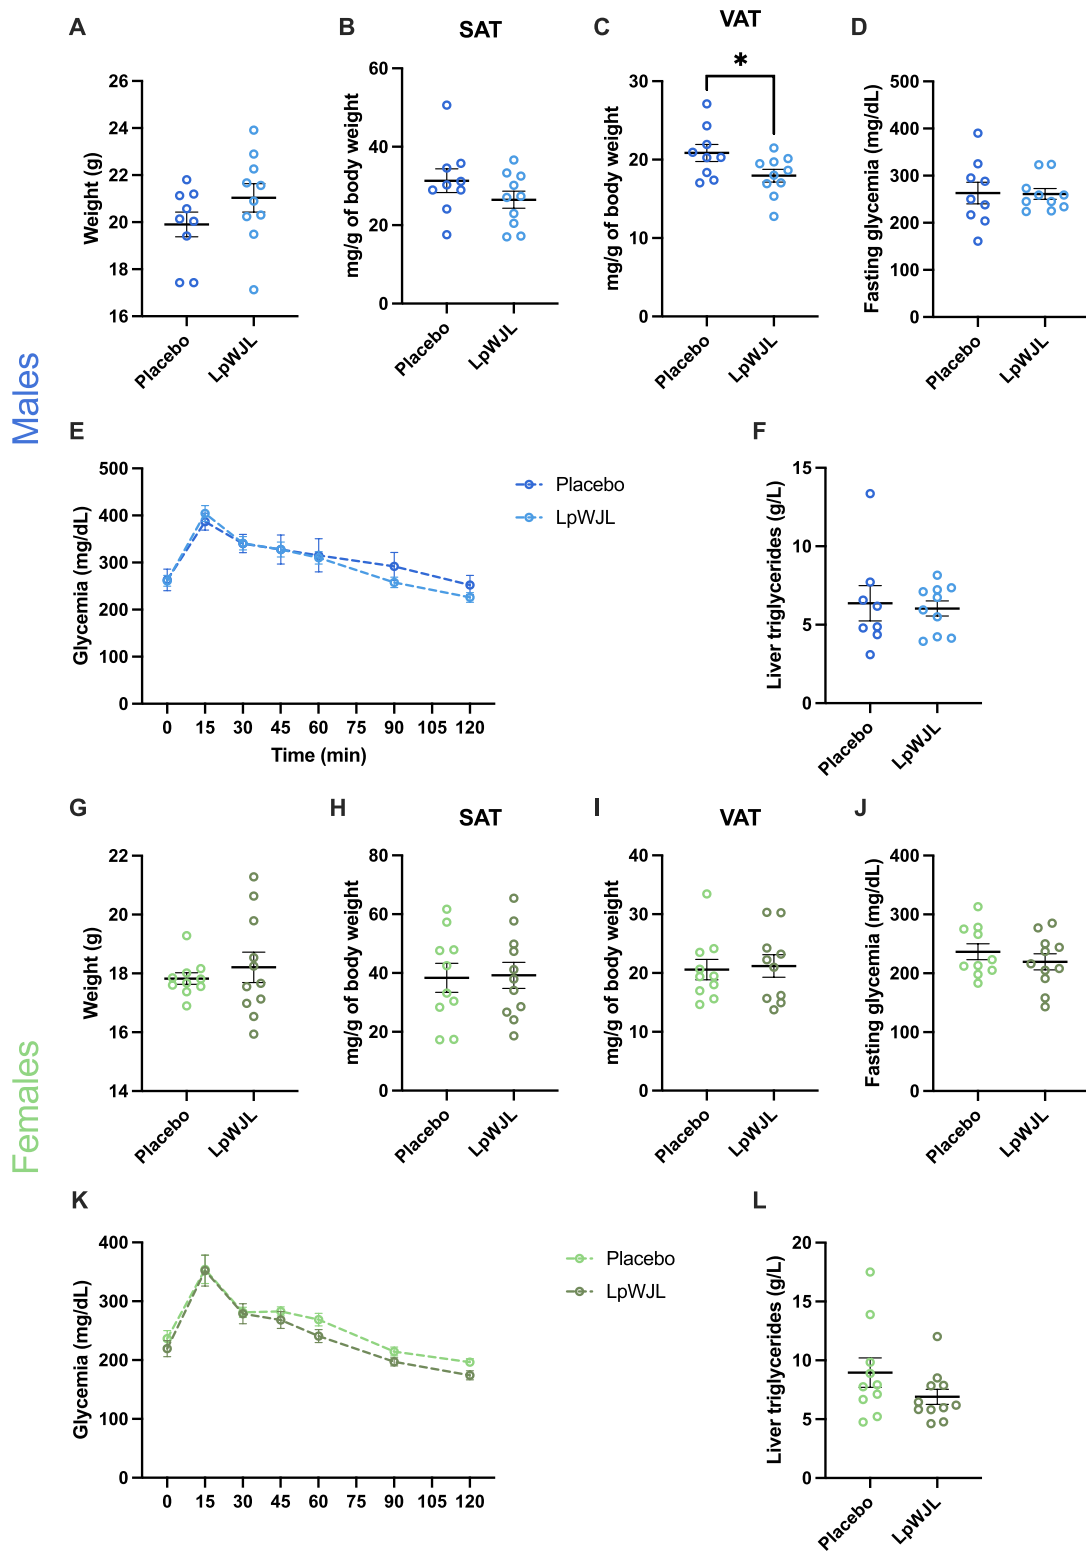 A
B
SAT
C
VAT
D
Weight (g)
26
24
22
20
18
16
Placebo
LpWJL
mg/g of body weight
60
40
20
0
Placebo
LpWJL
mg/g of body weight
30
20
10
0
*
Placebo
LpWJL
Fasting glycemia (mg/dL)
500
400
300
200
100
0
Placebo
LpWJL
Males
E
Glycemia (mg/dL)
500
400
300
200
100
0
0 15 30 45 60 75 90 105 120
Time (min)
Placebo
LpWJL
F
Liver triglycerides (g/L)
15
10
5
0
Placebo
LpWJL
G
H
SAT
I
VAT
J
Weight (g)
22
20
18
16
14
Placebo
LpWJL
mg/g of body weight
80
60
40
20
0
Placebo
LpWJL
mg/g of body weight
40
30
20
10
0
Placebo
LpWJL
Fasting glycemia (mg/dL)
400
300
200
100
0
Placebo
LpWJL
Females
K
Glycemia (mg/dL)
400
300
200
100
0
0 15 30 45 60 75 90 105 120
Placebo
LpWJL
L
Liver triglycerides (g/L)
20
15
10
5
0
Placebo
LpWJL